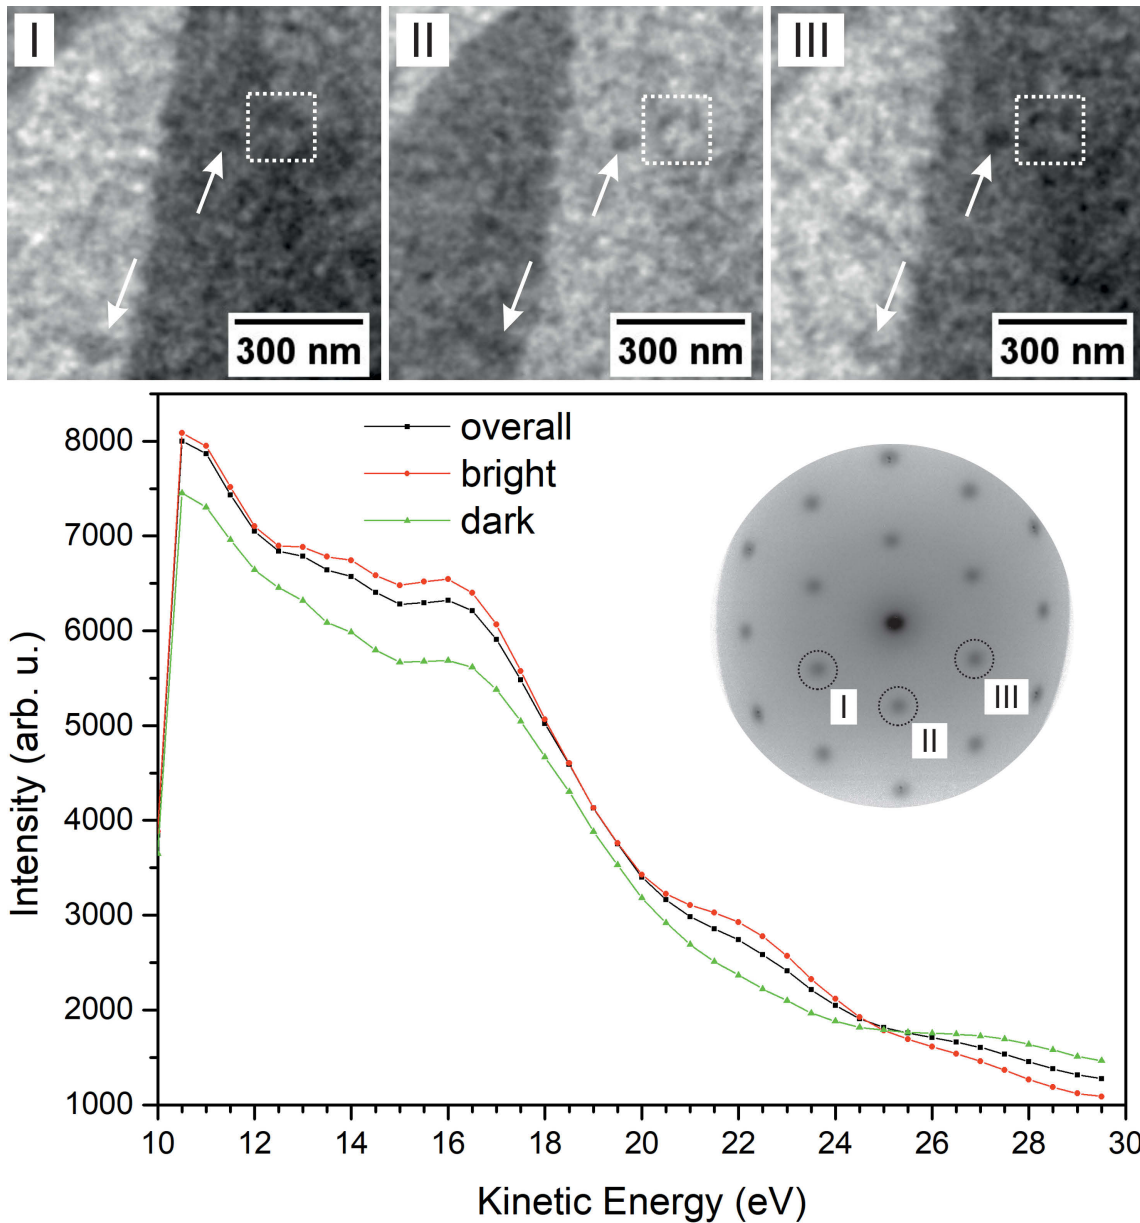 I
II
III
300 nm
300 nm
300 nm
overall
bright
dark
8000
7000
6000
5000
4000
3000
2000
1000
Intensity (arb. u.)
I
II
III
10
12
14
16
18
20
22
24
26
28
30
Kinetic Energy (eV)